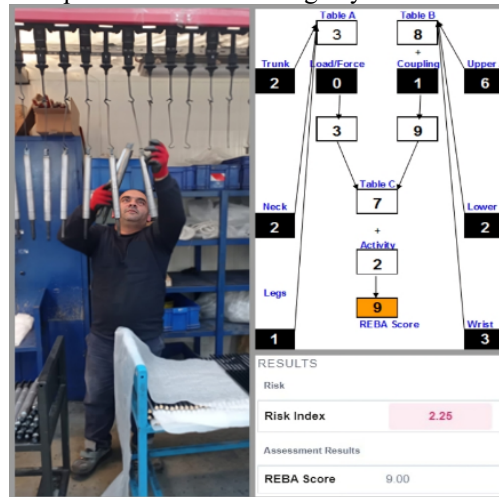 Table A Table B
3 8
+
Trunk Load/Force Coupling Upper
2 0 1 6
3 9
Table C
7
Neck Lower
2 2
+
Activity
2
Legs
9
REBA Score
Wrist
1 3
RESULTS
Risk
Risk Index 2.25
Assessment Results
REBA Score 9.00